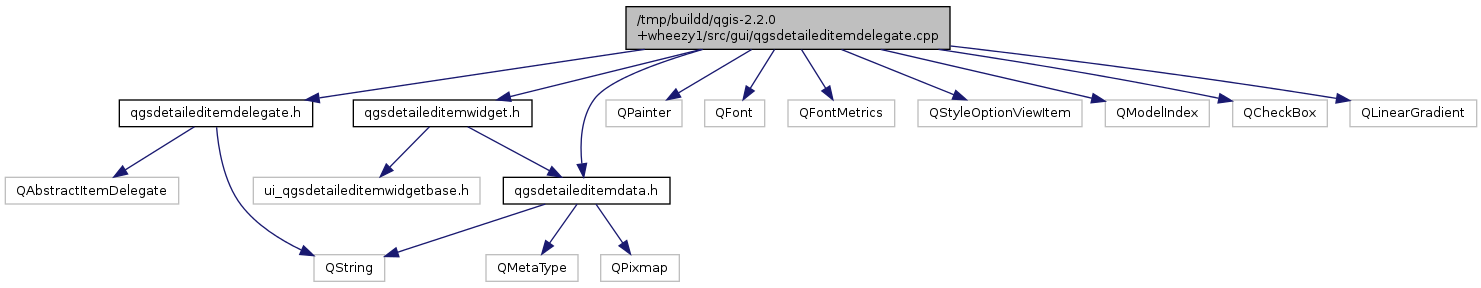 /tmp/buildd/qgis-2.2.0
+wheezy1/src/gui/qgsdetaileditemdelegate.cpp
qgsdetaileditemdelegate.h
qgsdetaileditemwidget.h
QPainter
QFont
QFontMetrics
QStyleOptionViewItem
QModelIndex
QCheckBox
QLinearGradient
QAbstractItemDelegate
ui_qgsdetaileditemwidgetbase.h
qgsdetaileditemdata.h
QString
QMetaType
QPixmap